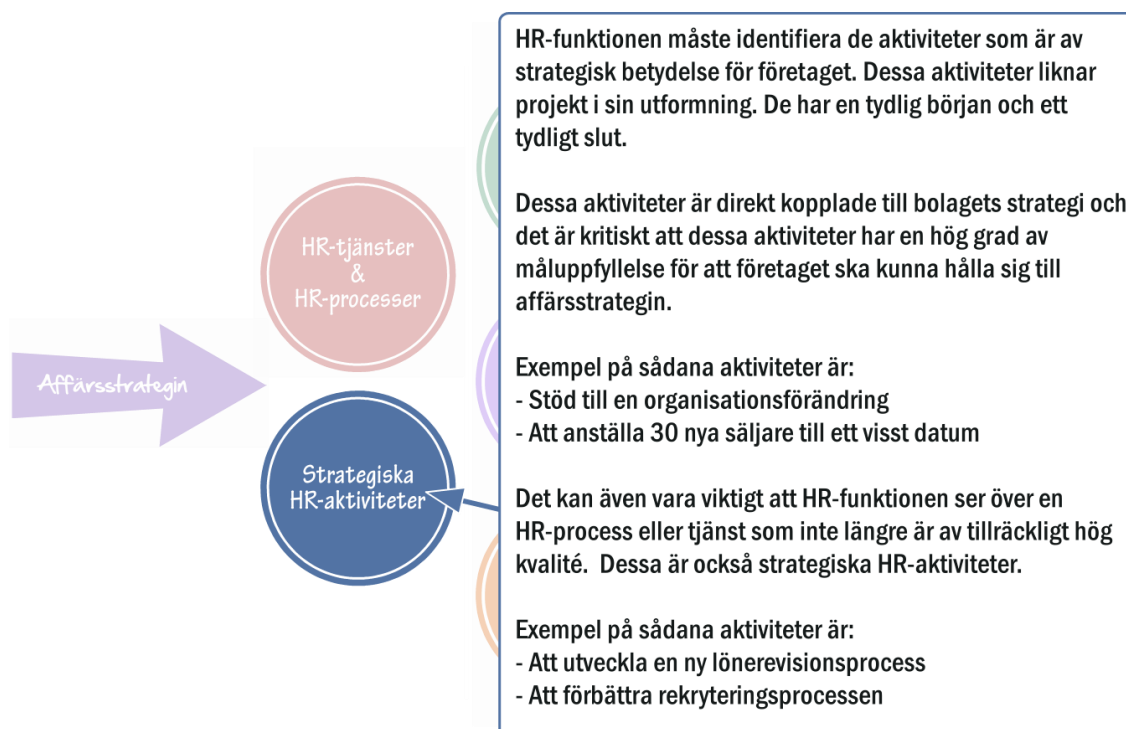 Affärsstrategin
HR-tjänster
&
HR-processer
Strategiska
HR-aktiviteter
HR-funktionen måste identifiera de aktiviteter som är av
strategisk betydelse för företaget. Dessa aktiviteter liknar
projekt i sin utformning. De har en tydlig början och ett
tydligt slut.
Dessa aktiviteter är direkt kopplade till bolagets strategi och
det är kritiskt att dessa aktiviteter har en hög grad av
måluppfyllelse för att företaget ska kunna hålla sig till
affärsstrategin.
Exempel på sådana aktiviteter är:
- Stöd till en organisationsförändring
- Att anställa 30 nya säljare till ett visst datum
Det kan även vara viktigt att HR-funktionen ser över en
HR-process eller tjänst som inte längre är av tillräckligt hög
kvalité.  Dessa är också strategiska HR-aktiviteter.
Exempel på sådana aktiviteter är:
- Att utveckla en ny lönerevisionsprocess
- Att förbättra rekryteringsprocessen